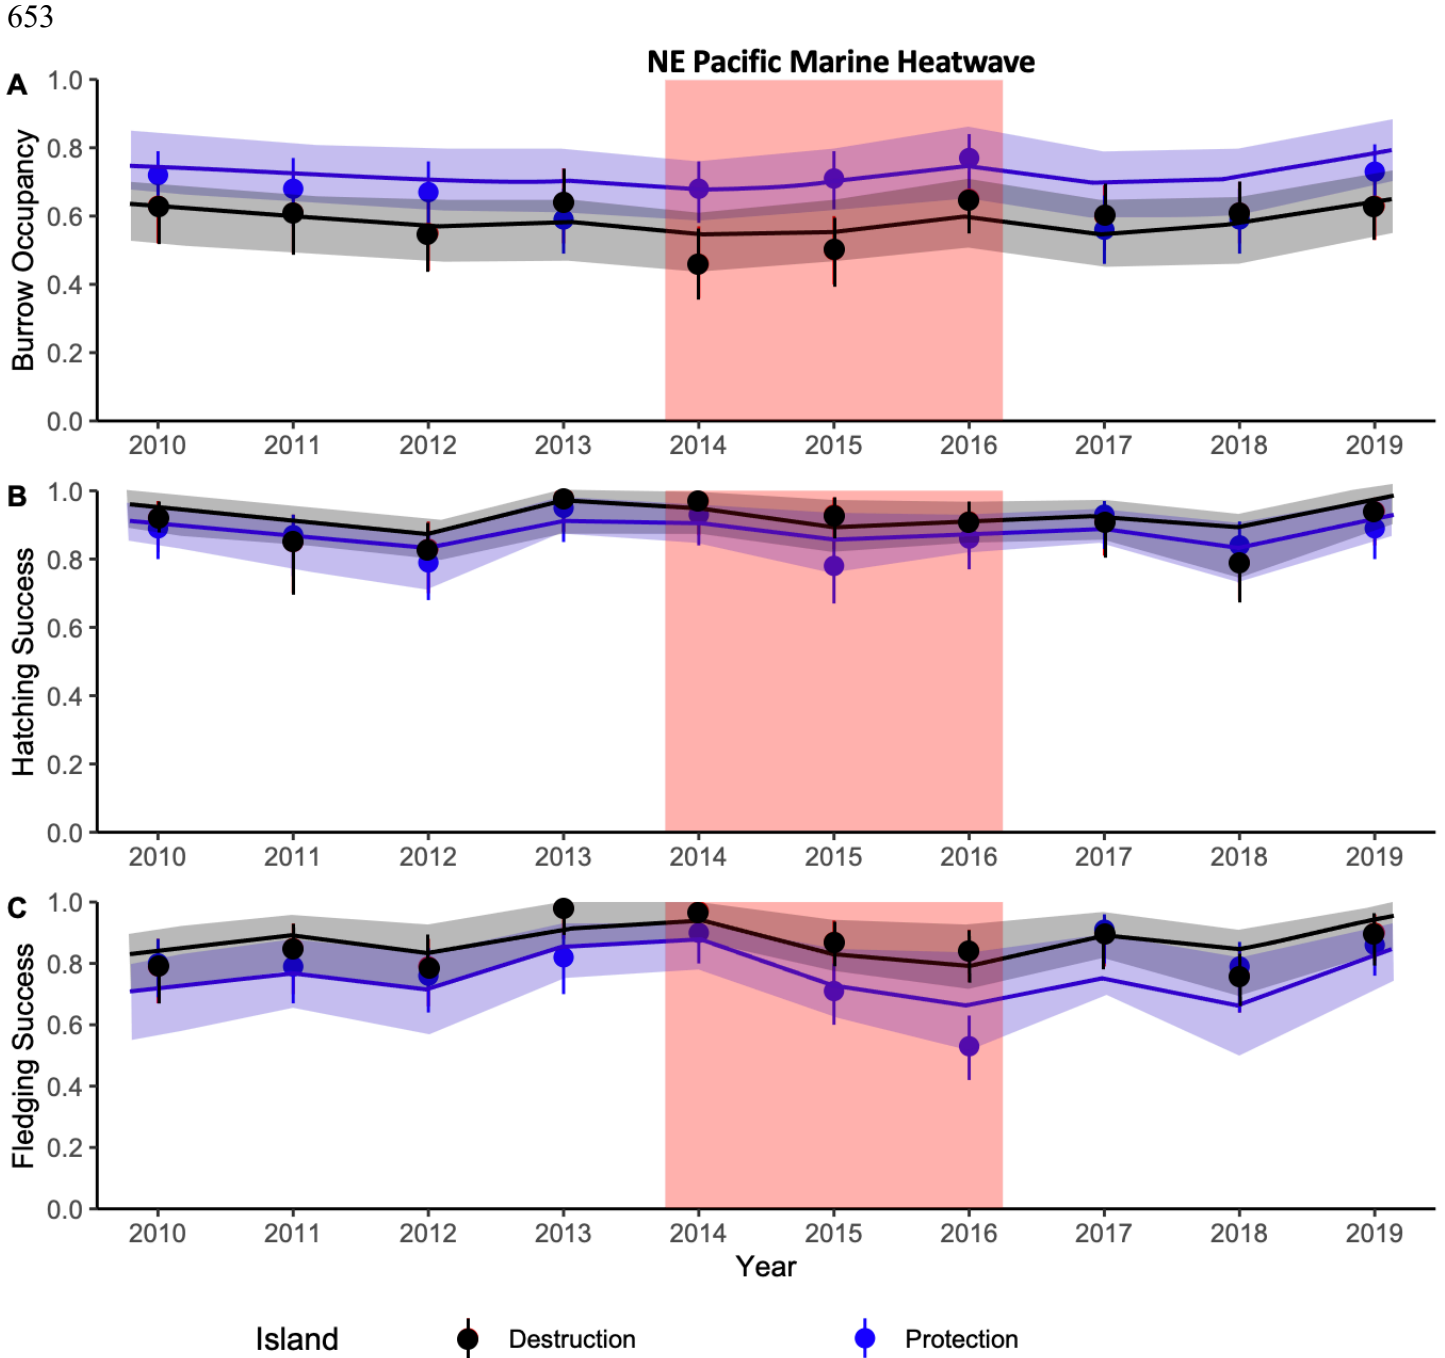 653
NE Pacific Marine Heatwave
A
Burrow Occupancy
1.0
0.8
0.6
0.4
0.2
0.0
2010 2011 2012 2013 2014 2015 2016 2017 2018 2019
B
Hatching Success
1.0
0.8
0.6
0.4
0.2
0.0
2010 2011 2012 2013 2014 2015 2016 2017 2018 2019
C
Fledging Success
1.0
0.8
0.6
0.4
0.2
0.0
2010 2011 2012 2013 2014 2015 2016 2017 2018 2019
Year
Island Destruction Protection